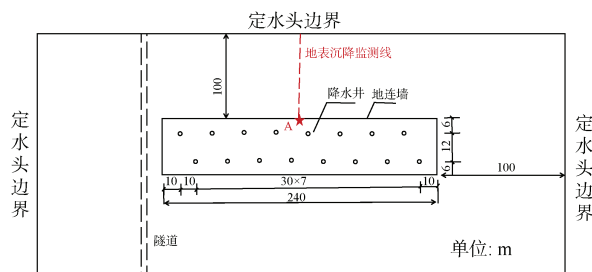 定水头边界
地表沉降监测线
100
降水井
地连墙
A
6
12
6
定水头边界
定水头边界
100
10
10
30×7
10
240
隧道
单位: m